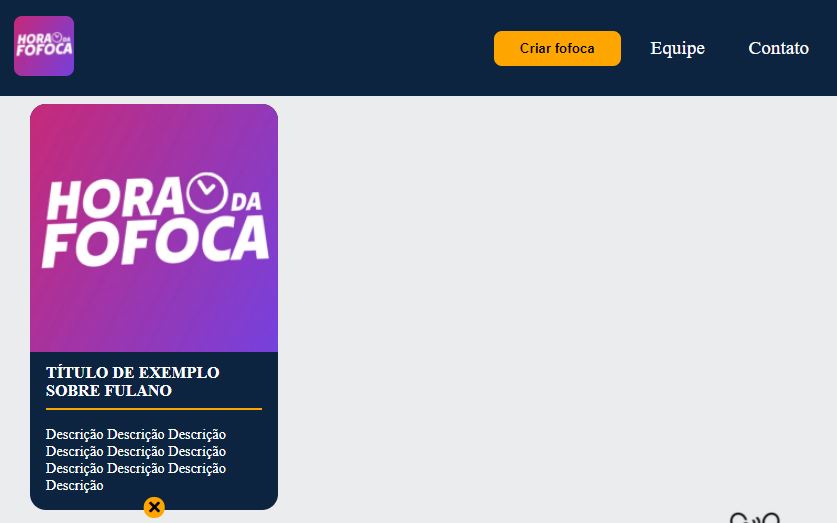 HORA DA
FOFOCA
Criar fofoca
Equipe
Contato
HORA DA
FOFOCA
TÍTULO DE EXEMPLO
SOBRE FULANO
Descrição Descrição Descrição
Descrição Descrição Descrição
Descrição Descrição Descrição
Descrição